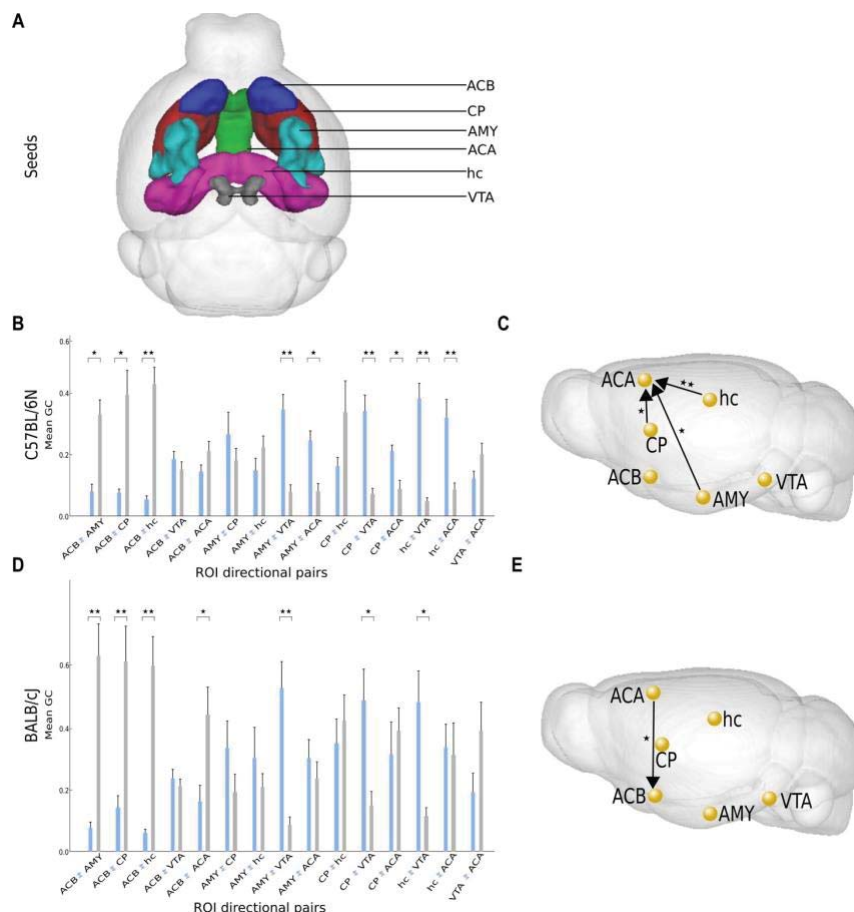 A
Seeds
ACB
CP
AMY
ACA
hc
VTA
B
C57BL/6N
Mean GC
0.6
0.4
0.2
0.0
★ ★ ★★ ★★ ★ ★★ ★ ★★ ★★
ACB ⇄ AMY
ACB ⇄ CP
ACB ⇄ hc
ACB ⇄ VTA
ACB ⇄ ACA
AMY ⇄ CP
AMY ⇄ hc
AMY ⇄ VTA
AMY ⇄ ACA
CP ⇄ hc
CP ⇄ VTA
CP ⇄ ACA
hc ⇄ VTA
hc ⇄ ACA
VTA ⇄ ACA
ROI directional pairs
C
ACA
★★
hc
★
★
CP
ACB
VTA
AMY
D
BALB/cJ
Mean GC
0.6
0.4
0.2
0.0
★★ ★★ ★★ ★ ★★ ★ ★
ACB ⇄ AMY
ACB ⇄ CP
ACB ⇄ hc
ACB ⇄ VTA
ACB ⇄ ACA
AMY ⇄ CP
AMY ⇄ hc
AMY ⇄ VTA
AMY ⇄ ACA
CP ⇄ hc
CP ⇄ VTA
CP ⇄ ACA
hc ⇄ VTA
hc ⇄ ACA
VTA ⇄ ACA
ROI directional pairs
E
ACA
hc
★
CP
ACB
VTA
AMY